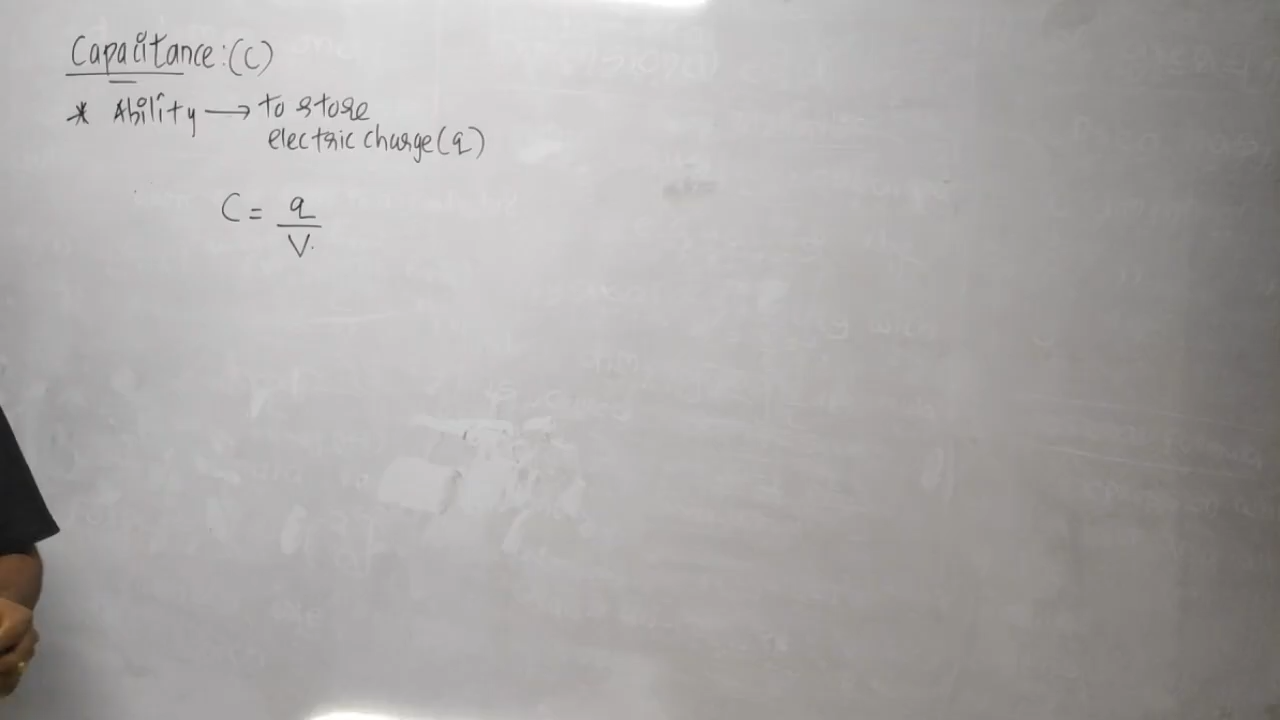 Capacitance:(C)
* Ability → to store
electric charge(q)
C = q
V.